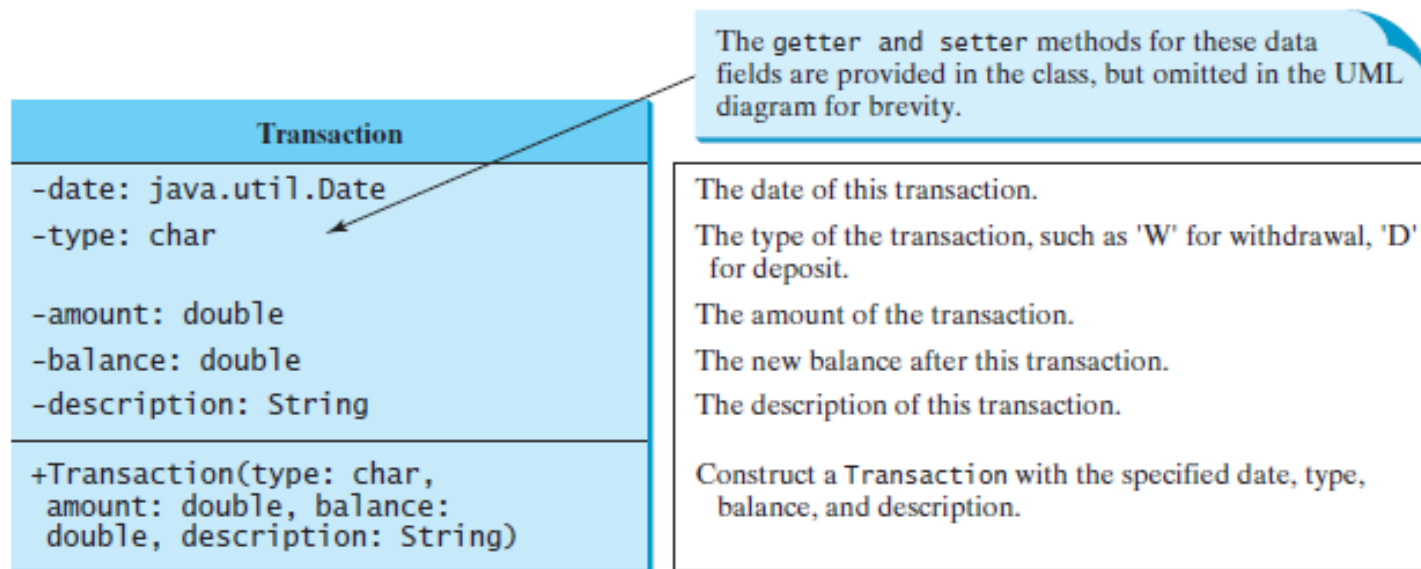 The getter and setter methods for these data
fields are provided in the class, but omitted in the UML
diagram for brevity.
Transaction
-date: java.util.Date
The date of this transaction.
-type: char
The type of the transaction, such as 'W' for withdrawal, 'D'
for deposit.
-amount: double
The amount of the transaction.
-balance: double
The new balance after this transaction.
-description: String
The description of this transaction.
+Transaction(type: char,
amount: double, balance:
double, description: String)
Construct a Transaction with the specified date, type,
balance, and description.